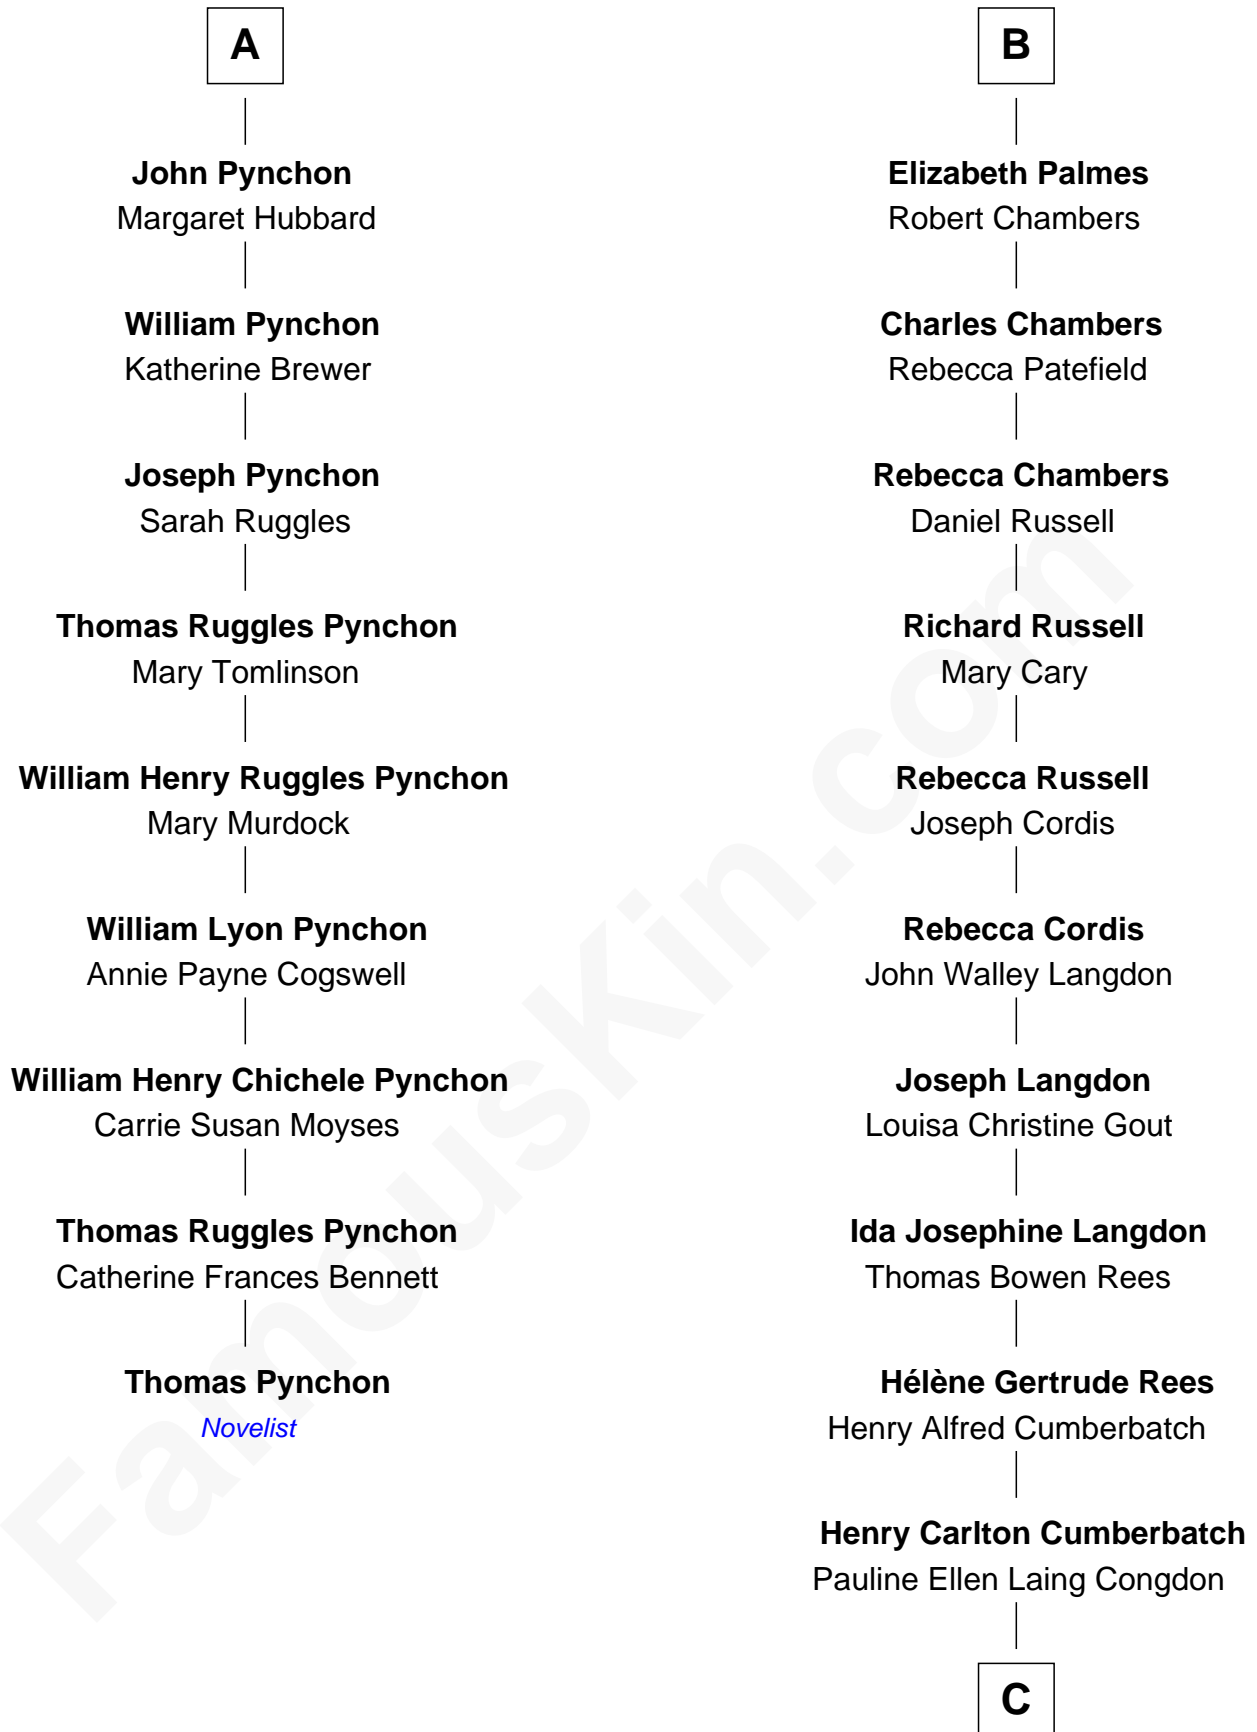 A
John Pynchon
Margaret Hubbard
William Pynchon
Katherine Brewer
Joseph Pynchon
Sarah Ruggles
Thomas Ruggles Pynchon
Mary Tomlinson
William Henry Ruggles Pynchon
Mary Murdock
William Lyon Pynchon
Annie Payne Cogswell
William Henry Chichele Pynchon
Carrie Susan Moyses
Thomas Ruggles Pynchon
Catherine Frances Bennett
Thomas Pynchon
Novelist
B
Elizabeth Palmes
Robert Chambers
Charles Chambers
Rebecca Patefield
Rebecca Chambers
Daniel Russell
Richard Russell
Mary Cary
Rebecca Russell
Joseph Cordis
Rebecca Cordis
John Walley Langdon
Joseph Langdon
Louisa Christine Gout
Ida Josephine Langdon
Thomas Bowen Rees
Hélène Gertrude Rees
Henry Alfred Cumberbatch
Henry Carlton Cumberbatch
Pauline Ellen Laing Congdon
C
FamousKin.com